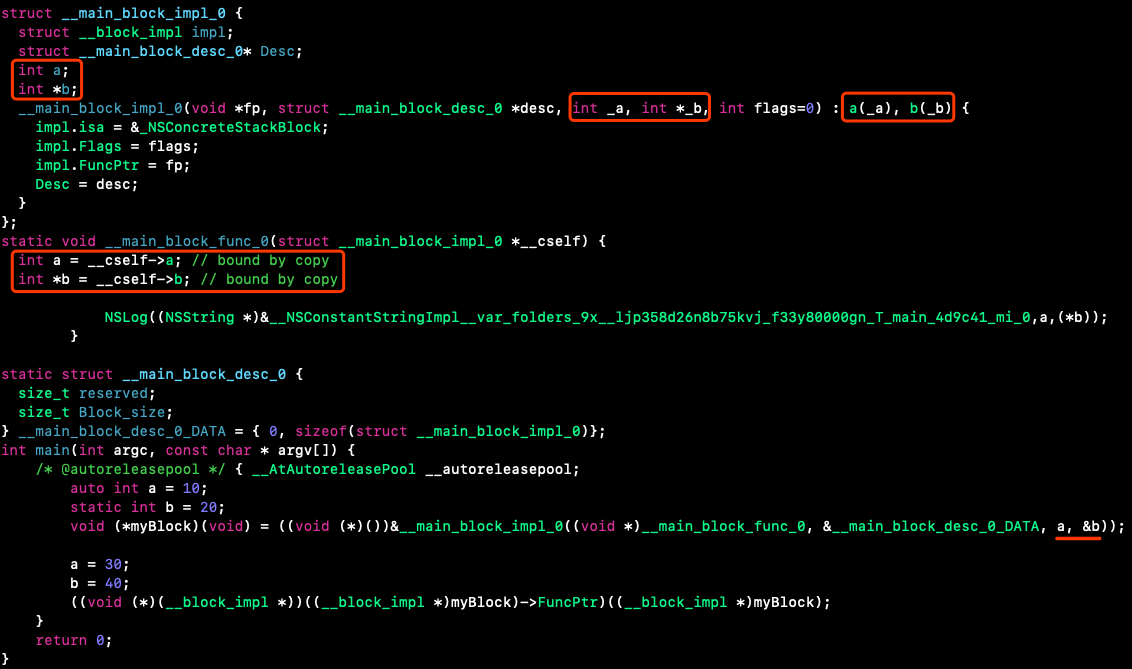 struct __main_block_impl_0 {
  struct __block_impl impl;
  struct __main_block_desc_0* Desc;
  int a;
  int *b;
  __main_block_impl_0(void *fp, struct __main_block_desc_0 *desc, int _a, int *_b, int flags=0) : a(_a), b(_b) {
    impl.isa = &_NSConcreteStackBlock;
    impl.Flags = flags;
    impl.FuncPtr = fp;
    Desc = desc;
  }
};
static void __main_block_func_0(struct __main_block_impl_0 *__cself) {
  int a = __cself->a; // bound by copy
  int *b = __cself->b; // bound by copy
            NSLog((NSString *)&__NSConstantStringImpl__var_folders_9x__ljp358d26n8b75kvj_f33y80000gn_T_main_4d9c41_mi_0,a,(*b));
        }
static struct __main_block_desc_0 {
  size_t reserved;
  size_t Block_size;
} __main_block_desc_0_DATA = { 0, sizeof(struct __main_block_impl_0)};
int main(int argc, const char * argv[]) {
    /* @autoreleasepool */ { __AtAutoreleasePool __autoreleasepool;
        auto int a = 10;
        static int b = 20;
        void (*myBlock)(void) = ((void (*)())&__main_block_impl_0((void *)__main_block_func_0, &__main_block_desc_0_DATA, a, &b));
        a = 30;
        b = 40;
        ((void (*)(__block_impl *))((__block_impl *)myBlock)->FuncPtr)((__block_impl *)myBlock);
    }
    return 0;
}